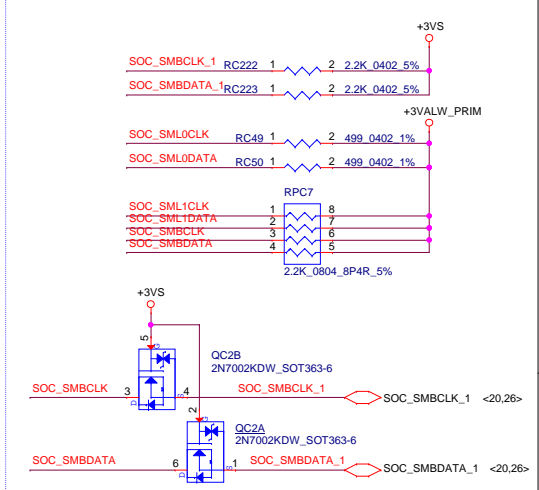 +3VS
SOC_SMBCLK_1 RC222 1 2 2.2K_0402_5%
SOC_SMBDATA_1 RC223 1 2 2.2K_0402_5%
+3VALW_PRIM
SOC_SML0CLK RC49 1 2 499_0402_1%
SOC_SML0DATA RC50 1 2 499_0402_1%
RPC7
SOC_SML1CLK 1 8
SOC_SML1DATA 2 7
SOC_SMBCLK 3 6
SOC_SMBDATA 4 5
2.2K_0804_8P4R_5%
+3VS
5
G
QC2B
2N7002KDW_SOT363-6
SOC_SMBCLK 3 D S 4 SOC_SMBCLK_1 SOC_SMBCLK_1 <20,26>
2
G
QC2A
2N7002KDW_SOT363-6
SOC_SMBDATA 6 D S 1 SOC_SMBDATA_1 SOC_SMBDATA_1 <20,26>